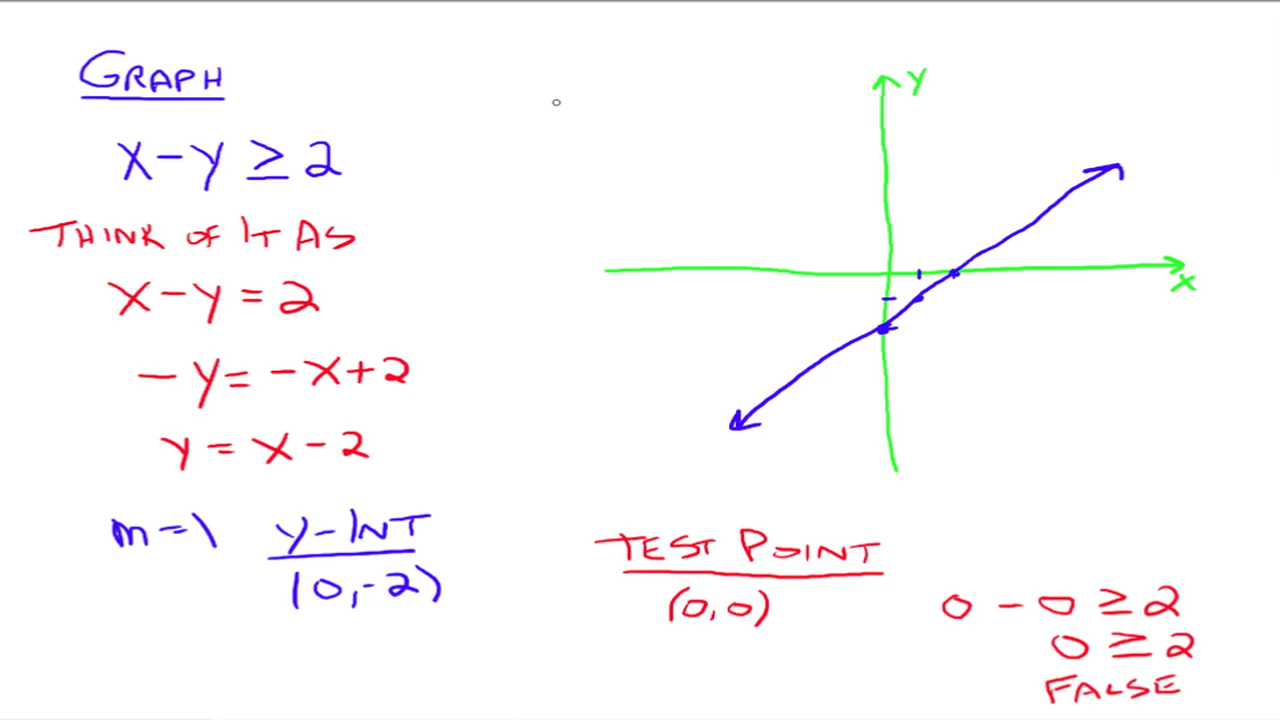 GRAPH
X-Y ≥ 2
THINK OF IT AS
X-Y = 2
-Y = -X+2
Y = X-2
m=1 Y-INT
(0,-2)
Y
X
TEST POINT
(0,0)
0 - 0 ≥ 2
0 ≥ 2
FALSE